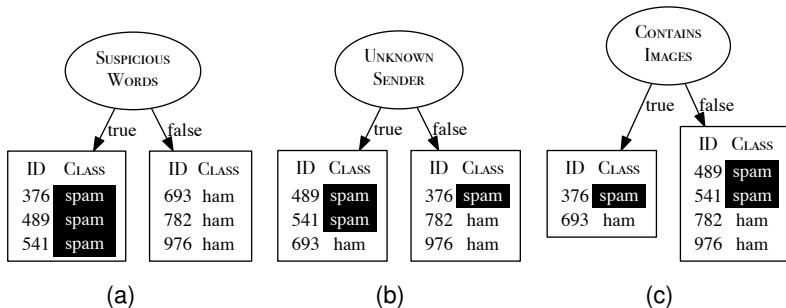 SUSPICIOUS
WORDS
true
false
ID CLASS
376 spam
489 spam
541 spam
ID CLASS
693 ham
782 ham
976 ham
(a)
UNKNOWN
SENDER
true
false
ID CLASS
489 spam
541 spam
693 ham
ID CLASS
376 spam
782 ham
976 ham
(b)
CONTAINS
IMAGES
true
false
ID CLASS
376 spam
693 ham
ID CLASS
489 spam
541 spam
782 ham
976 ham
(c)